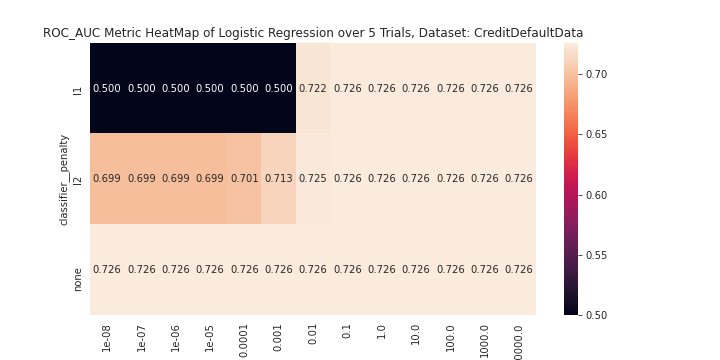 ROC_AUC Metric HeatMap of Logistic Regression over 5 Trials, Dataset: CreditDefaultData
l1 0.500 0.500 0.500 0.500 0.500 0.500 0.722 0.726 0.726 0.726 0.726 0.726 0.726
l2 0.699 0.699 0.699 0.699 0.701 0.713 0.725 0.726 0.726 0.726 0.726 0.726 0.726
none 0.726 0.726 0.726 0.726 0.726 0.726 0.726 0.726 0.726 0.726 0.726 0.726 0.726
classifier__penalty
1e-08 1e-07 1e-06 1e-05 0.0001 0.001 0.01 0.1 1.0 10.0 100.0 1000.0 0000.0
0.70
0.65
0.60
0.55
0.50